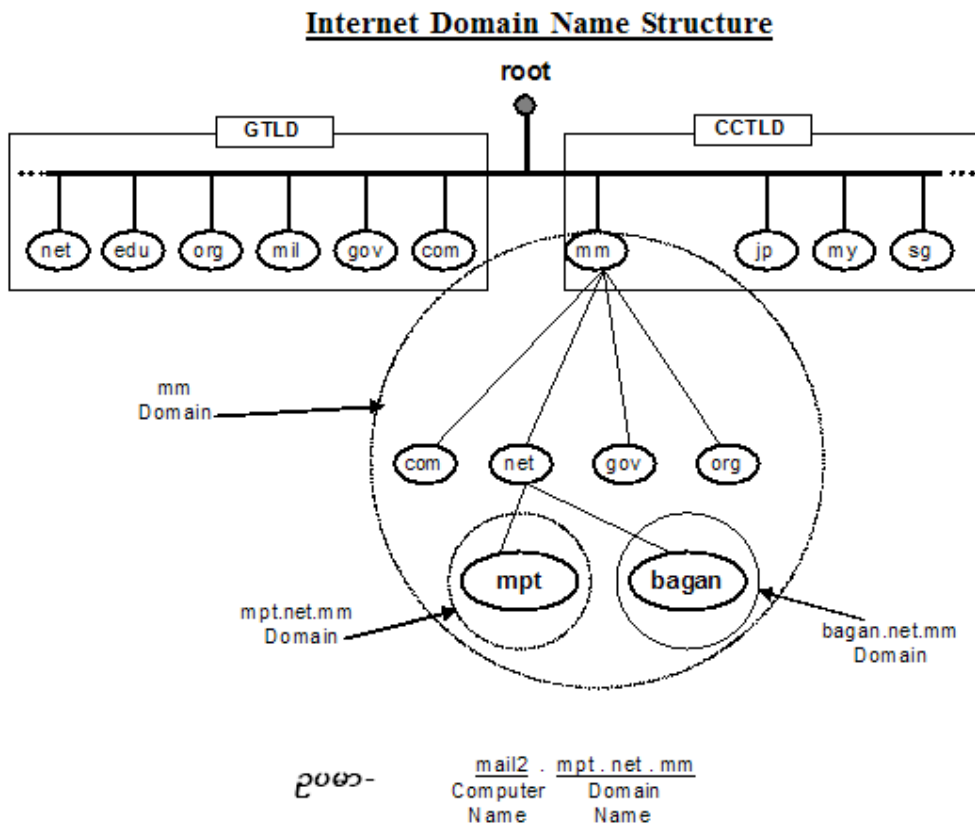 Internet Domain Name Structure
root
GTLD
CCTLD
net edu org mil gov com mm jp my sg
mm
Domain
com net gov org
mpt bagan
mpt.net.mm
Domain
bagan.net.mm
Domain
ဥပမာ- mail2 . mpt . net . mm
Computer Domain
Name Name